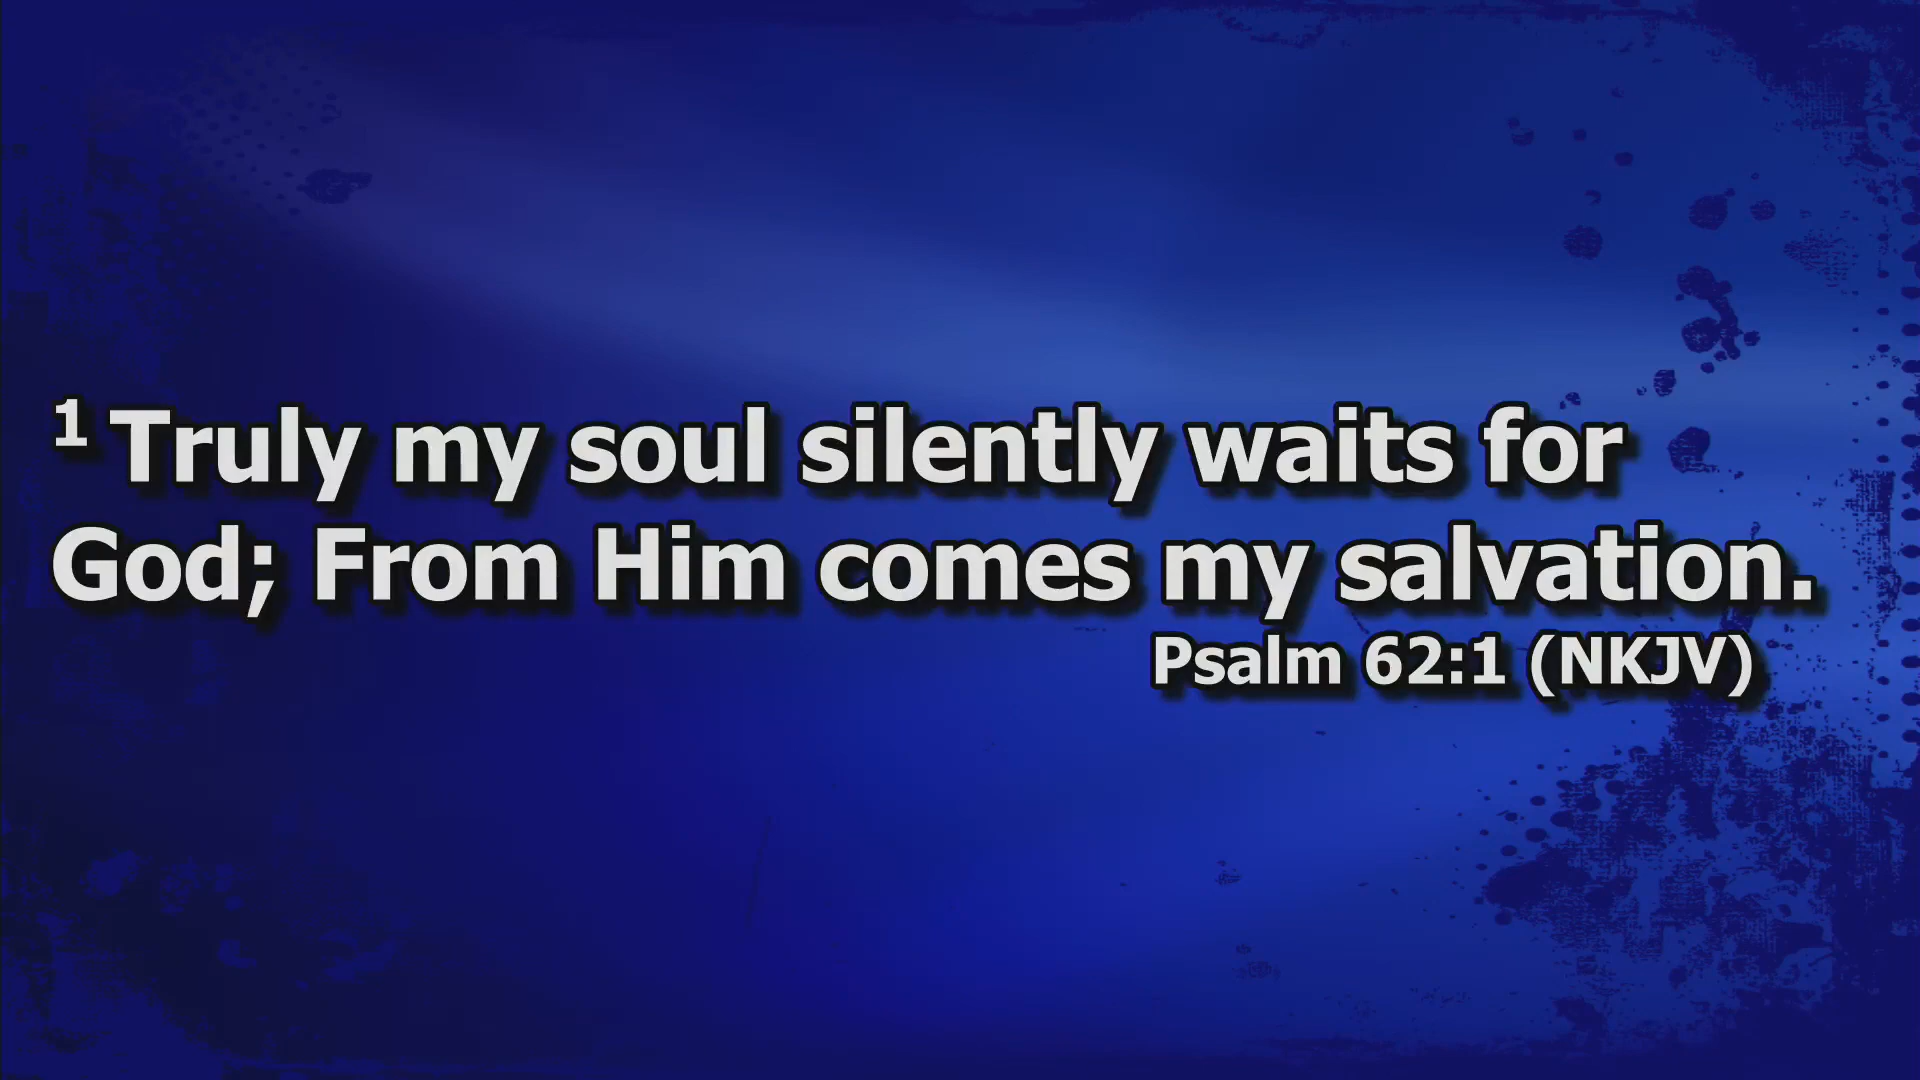 1 Truly my soul silently waits for
God; From Him comes my salvation.
Psalm 62:1 (NKJV)